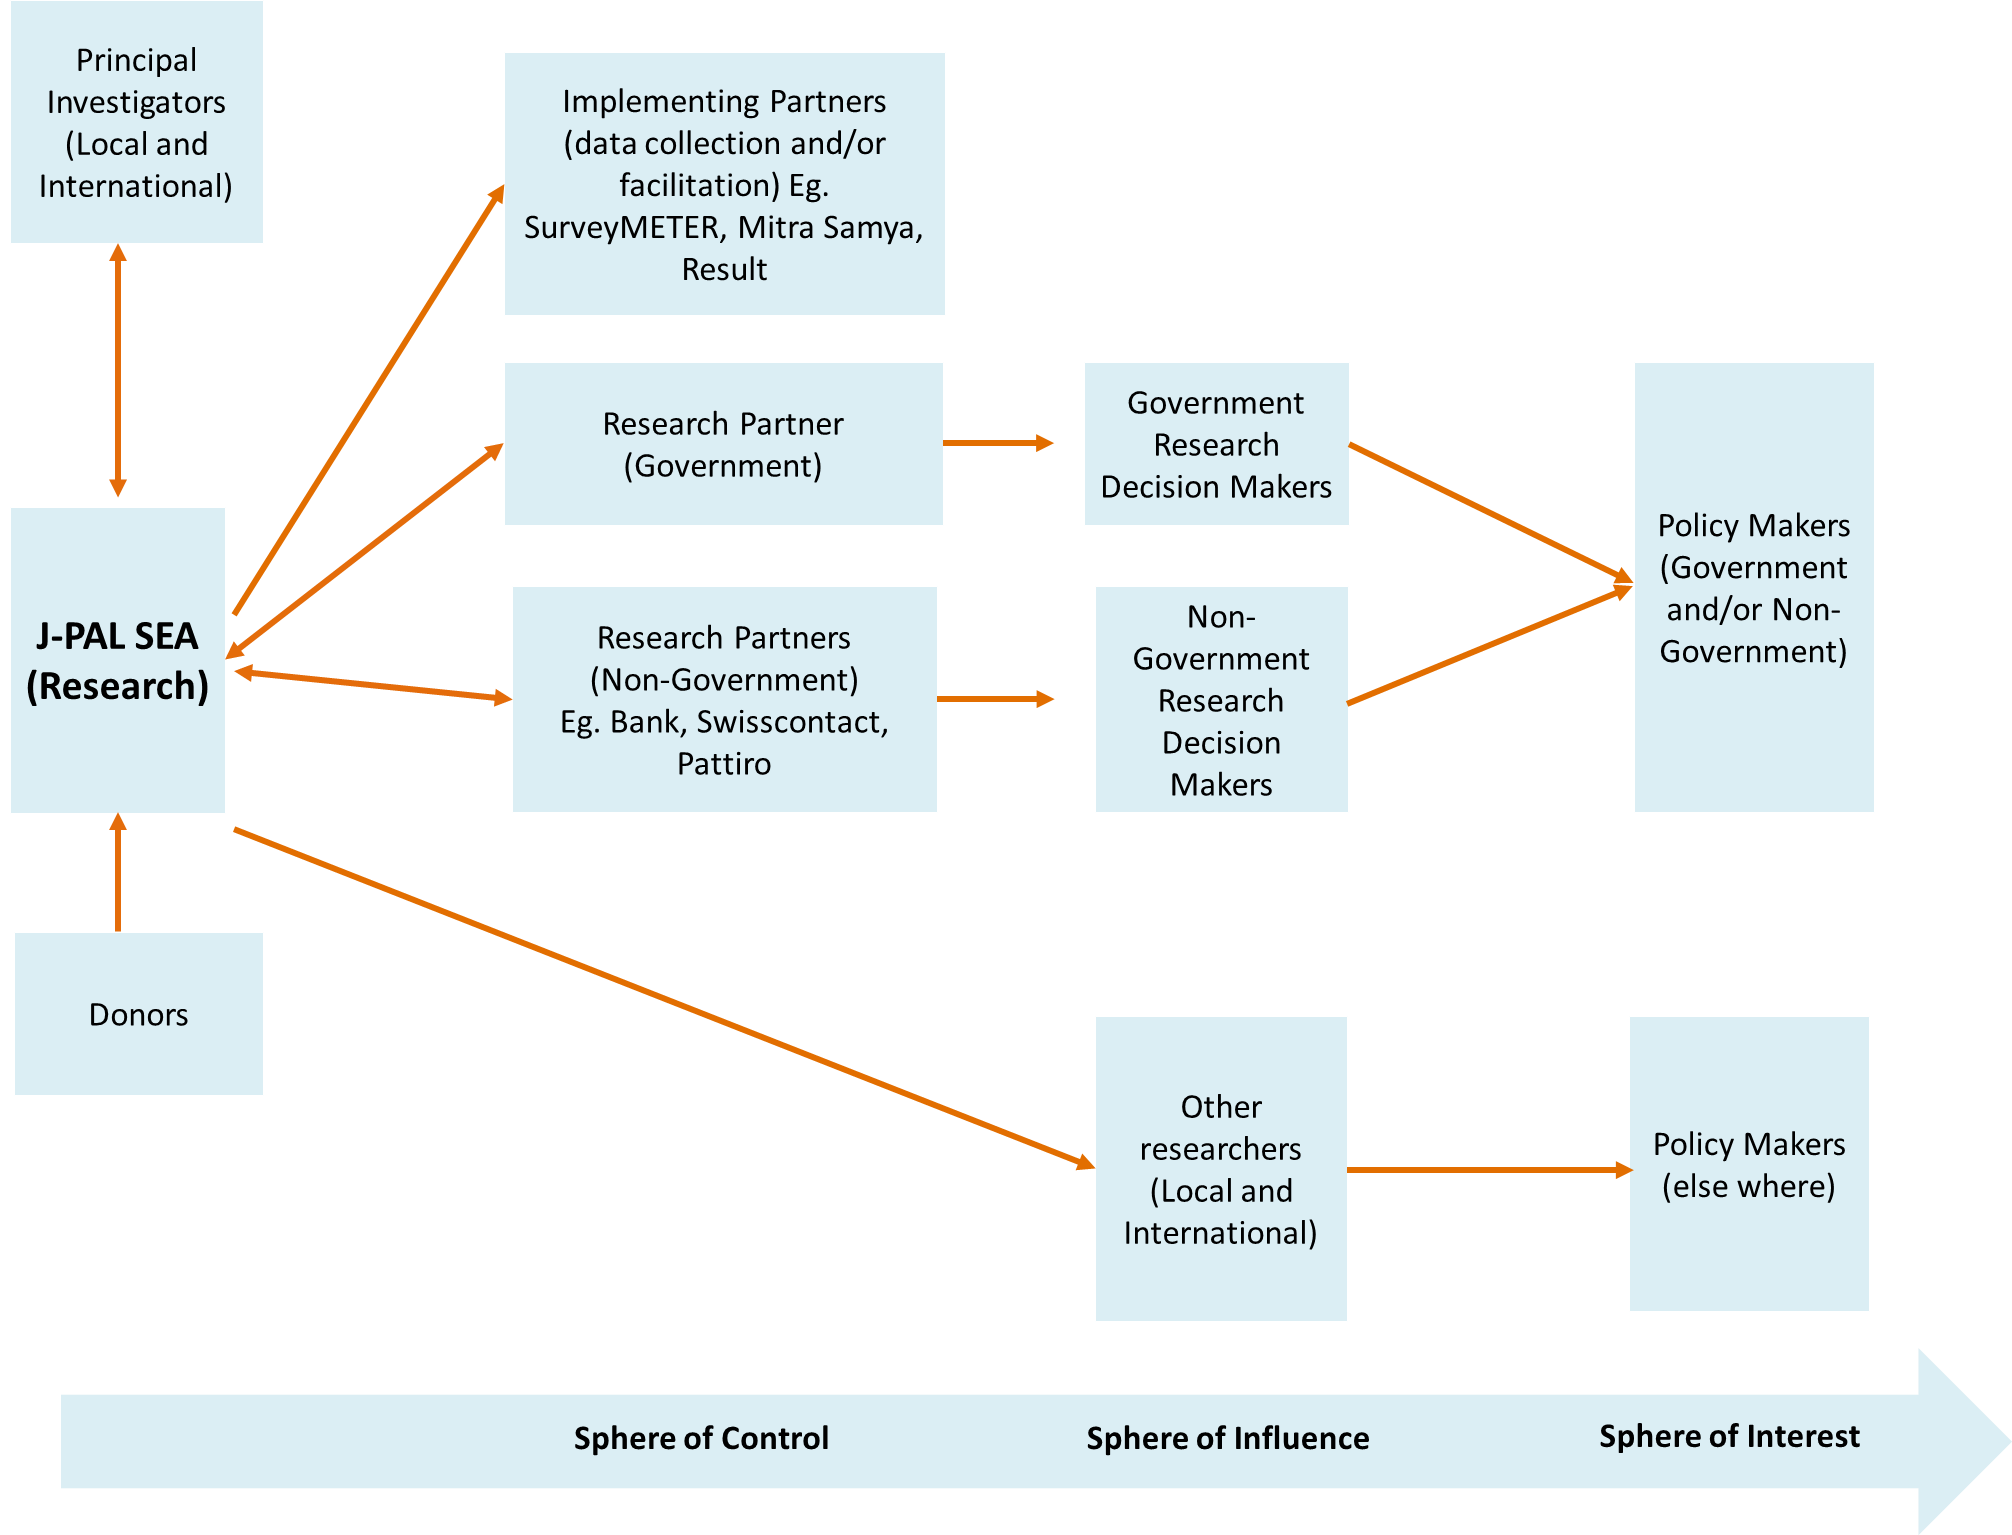 Principal
Investigators
(Local and
International)
Implementing Partners
(data collection and/or
facilitation) Eg.
SurveyMETER, Mitra Samya,
Result
Research Partner
(Government)
Government
Research
Decision Makers
Policy Makers
(Government
and/or Non-
Government)
J-PAL SEA
(Research)
Research Partners
(Non-Government)
Eg. Bank, Swisscontact,
Pattiro
Non-
Government
Research
Decision
Makers
Donors
Other
researchers
(Local and
International)
Policy Makers
(else where)
Sphere of Control
Sphere of Influence
Sphere of Interest